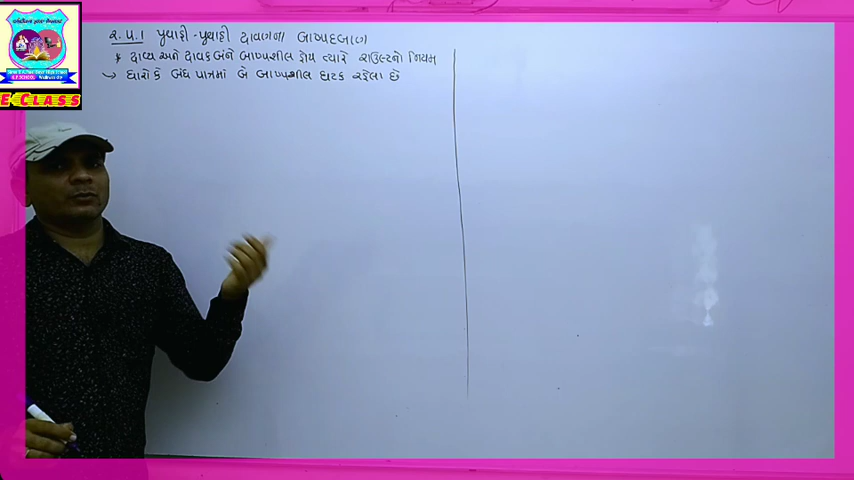 ૨.૫.૧ પ્રવાહી-પ્રવાહી દ્રાવણના બાષ્પદબાણ
* દ્રાવ્ય અને દ્રાવક બંને બાષ્પશીલ હોય ત્યારે રાઉલ્ટનો નિયમ
→ ધારો કે બંધ પાત્રમાં બે બાષ્પશીલ ઘટક રહેલા છે
E CLASS